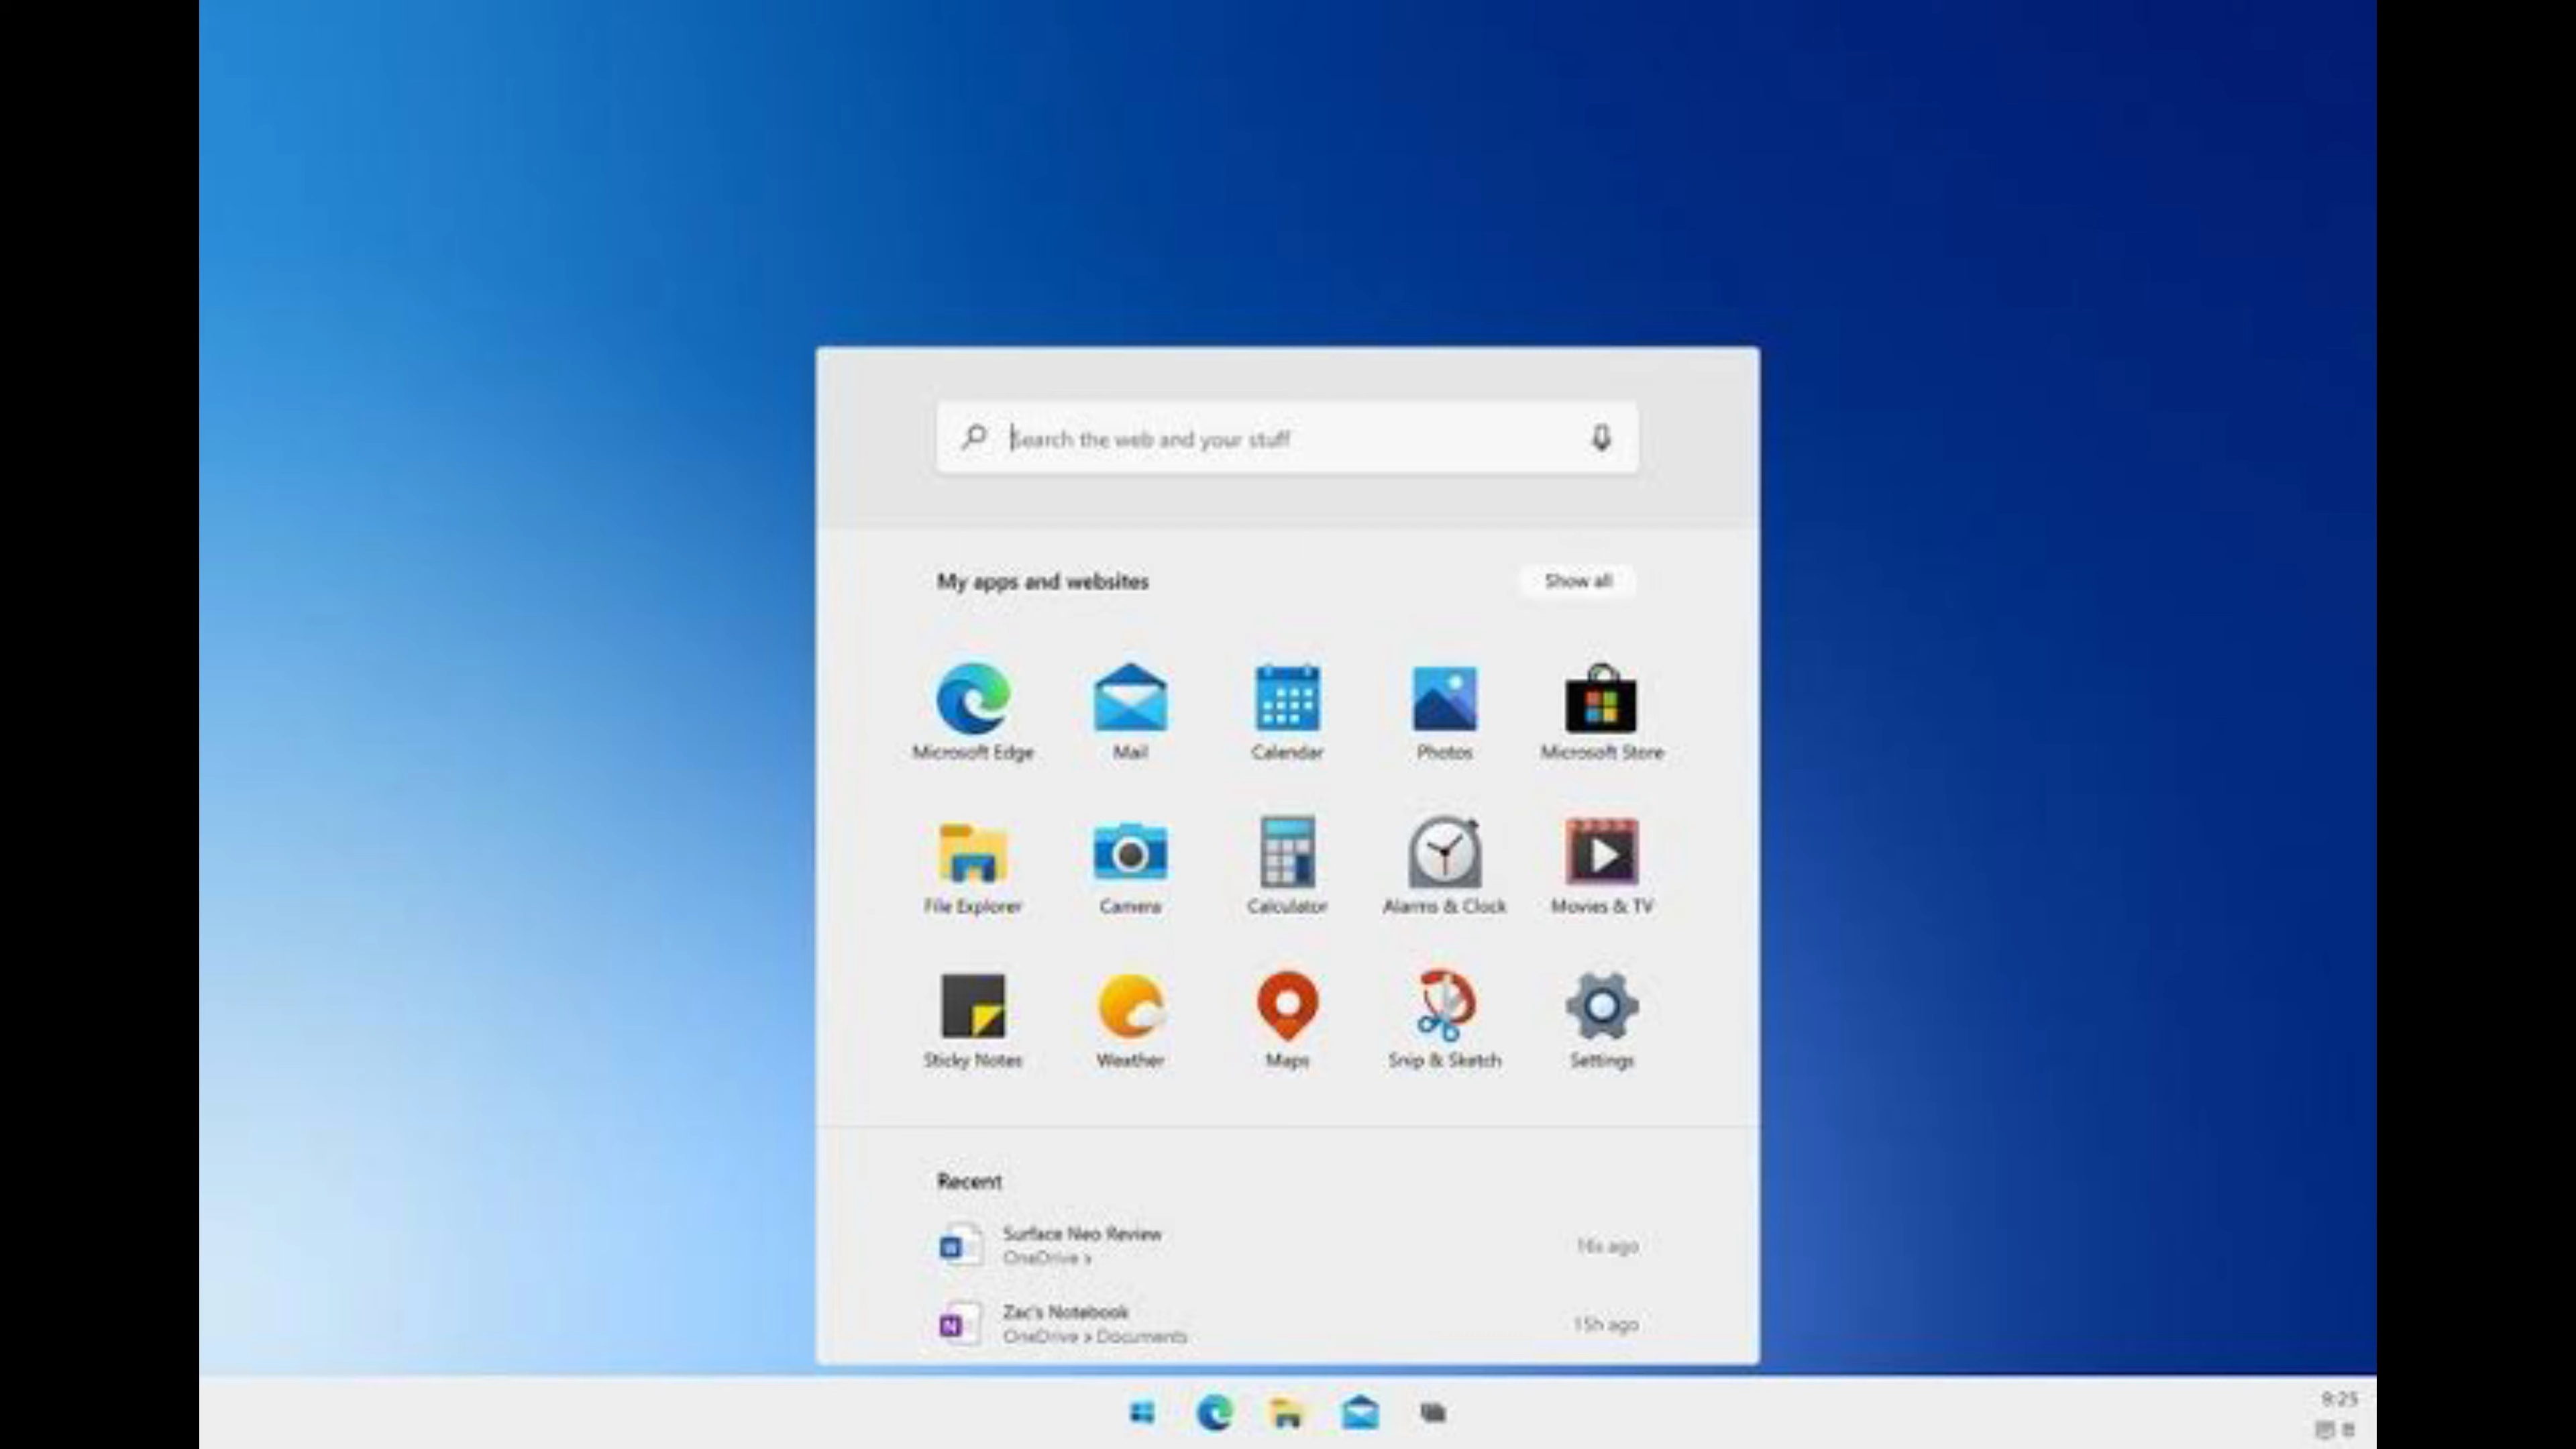 Search the web and your stuff
My apps and websites
Show all
Microsoft Edge
Mail
Calendar
Photos
Microsoft Store
File Explorer
Camera
Calculator
Alarms & Clock
Movies & TV
Sticky Notes
Weather
Maps
Snip & Sketch
Settings
Recent
Surface Neo Review
OneDrive >
16s ago
Zac's Notebook
OneDrive > Documents
15h ago
N